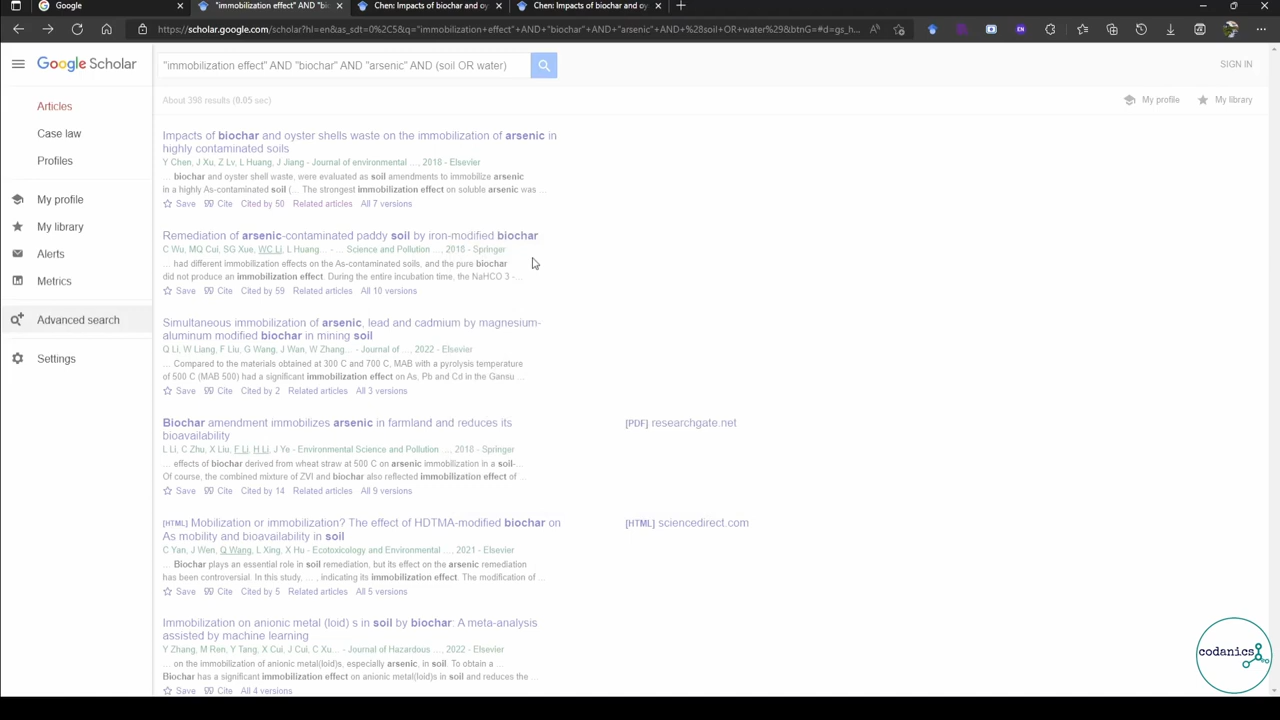 Google
"immobilization effect" AND "bio
Chen: Impacts of biochar and oy
Chen: Impacts of biochar and oy
https://scholar.google.com/scholar?hl=en&as_sdt=0%2C5&q="immobilization+effect"+AND+"biochar"+AND+"arsenic"+AND+%28soil+OR+water%29&btnG=#d=gs_h...
Google Scholar
"immobilization effect" AND "biochar" AND "arsenic" AND (soil OR water)
SIGN IN
Articles
Case law
Profiles
My profile
My library
Alerts
Metrics
Advanced search
Settings
About 398 results (0.05 sec)
My profile
My library
Impacts of biochar and oyster shells waste on the immobilization of arsenic in
highly contaminated soils
Y Chen, J Xu, Z Lv, L Huang, J Jiang - Journal of environmental ..., 2018 - Elsevier
... biochar and oyster shell waste, were evaluated as soil amendments to immobilize arsenic
in a highly As-contaminated soil (... The strongest immobilization effect on soluble arsenic was ...
Save Cite Cited by 50 Related articles All 7 versions
Remediation of arsenic-contaminated paddy soil by iron-modified biochar
C Wu, MQ Cui, SG Xue, WC Li, L Huang... - ... Science and Pollution ..., 2018 - Springer
... had different immobilization effects on the As-contaminated soils, and the pure biochar
did not produce an immobilization effect. During the entire incubation time, the NaHCO 3 -...
Save Cite Cited by 59 Related articles All 10 versions
Simultaneous immobilization of arsenic, lead and cadmium by magnesium-
aluminum modified biochar in mining soil
Q Li, W Liang, F Liu, G Wang, J Wan, W Zhang... - Journal of..., 2022 - Elsevier
... Compared to the materials obtained at 300 C and 700 C, MAB with a pyrolysis temperature
of 500 C (MAB 500) had a significant immobilization effect on As, Pb and Cd in the Gansu ...
Save Cite Cited by 2 Related articles All 3 versions
Biochar amendment immobilizes arsenic in farmland and reduces its
bioavailability
[PDF] researchgate.net
L Li, C Zhu, X Liu, F Li, H Li, J Ye - Environmental Science and Pollution ..., 2018 - Springer
... effects of biochar derived from wheat straw at 500 C on arsenic immobilization in a soil-
Of course, the combined mixture of ZVI and biochar also reflected immobilization effect of ...
Save Cite Cited by 14 Related articles All 9 versions
[HTML] Mobilization or immobilization? The effect of HDTMA-modified biochar on
As mobility and bioavailability in soil
[HTML] sciencedirect.com
C Yan, J Wen, Q Wang, L Xing, X Hu - Ecotoxicology and Environmental ..., 2021 - Elsevier
... Biochar plays an essential role in soil remediation, but its effect on the arsenic remediation
has been controversial. In this study, ... , indicating its immobilization effect. The modification of ...
Save Cite Cited by 5 Related articles All 5 versions
Immobilization on anionic metal (loid) s in soil by biochar: A meta-analysis
assisted by machine learning
Y Zhang, M Ren, Y Tang, X Cui, J Cui, C Xu... - Journal of Hazardous ..., 2022 - Elsevier
... on the immobilization of anionic metal(loid)s, especially arsenic, in soil. To obtain a ...
Biochar has a significant immobilization effect on anionic metal(loid)s in soil and reduces the ...
Save Cite All 4 versions
codanics